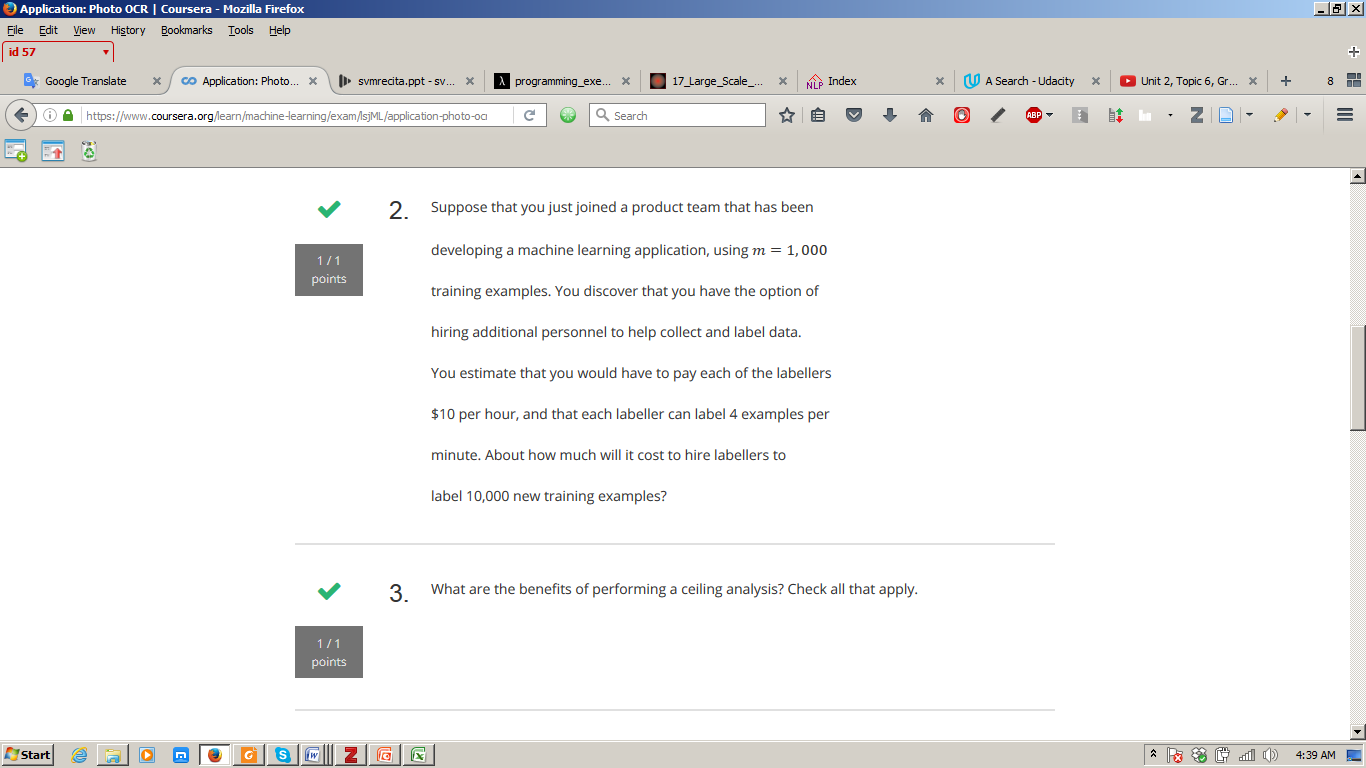 Application: Photo OCR | Coursera - Mozilla Firefox
File Edit View History Bookmarks Tools Help
id 57
Google Translate
Application: Photo...
svmrecita.ppt - sv...
programming_exe...
17_Large_Scale_...
NLP Index
A Search - Udacity
Unit 2, Topic 6, Gr...
8
https://www.coursera.org/learn/machine-learning/exam/lsjML/application-photo-ocr
Search
ABP
2. Suppose that you just joined a product team that has been
developing a machine learning application, using m = 1,000
1 / 1
points
training examples. You discover that you have the option of
hiring additional personnel to help collect and label data.
You estimate that you would have to pay each of the labellers
$10 per hour, and that each labeller can label 4 examples per
minute. About how much will it cost to hire labellers to
label 10,000 new training examples?
3. What are the benefits of performing a ceiling analysis? Check all that apply.
1 / 1
points
Start
4:39 AM